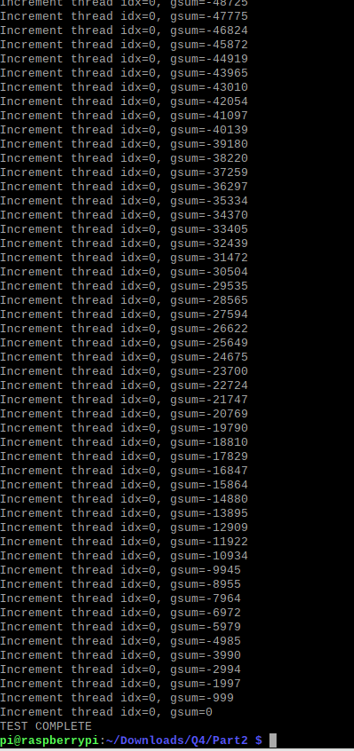 Increment thread idx=0, gsum=-48725
Increment thread idx=0, gsum=-47775
Increment thread idx=0, gsum=-46824
Increment thread idx=0, gsum=-45872
Increment thread idx=0, gsum=-44919
Increment thread idx=0, gsum=-43965
Increment thread idx=0, gsum=-43010
Increment thread idx=0, gsum=-42054
Increment thread idx=0, gsum=-41097
Increment thread idx=0, gsum=-40139
Increment thread idx=0, gsum=-39180
Increment thread idx=0, gsum=-38220
Increment thread idx=0, gsum=-37259
Increment thread idx=0, gsum=-36297
Increment thread idx=0, gsum=-35334
Increment thread idx=0, gsum=-34370
Increment thread idx=0, gsum=-33405
Increment thread idx=0, gsum=-32439
Increment thread idx=0, gsum=-31472
Increment thread idx=0, gsum=-30504
Increment thread idx=0, gsum=-29535
Increment thread idx=0, gsum=-28565
Increment thread idx=0, gsum=-27594
Increment thread idx=0, gsum=-26622
Increment thread idx=0, gsum=-25649
Increment thread idx=0, gsum=-24675
Increment thread idx=0, gsum=-23700
Increment thread idx=0, gsum=-22724
Increment thread idx=0, gsum=-21747
Increment thread idx=0, gsum=-20769
Increment thread idx=0, gsum=-19790
Increment thread idx=0, gsum=-18810
Increment thread idx=0, gsum=-17829
Increment thread idx=0, gsum=-16847
Increment thread idx=0, gsum=-15864
Increment thread idx=0, gsum=-14880
Increment thread idx=0, gsum=-13895
Increment thread idx=0, gsum=-12909
Increment thread idx=0, gsum=-11922
Increment thread idx=0, gsum=-10934
Increment thread idx=0, gsum=-9945
Increment thread idx=0, gsum=-8955
Increment thread idx=0, gsum=-7964
Increment thread idx=0, gsum=-6972
Increment thread idx=0, gsum=-5979
Increment thread idx=0, gsum=-4985
Increment thread idx=0, gsum=-3990
Increment thread idx=0, gsum=-2994
Increment thread idx=0, gsum=-1997
Increment thread idx=0, gsum=-999
Increment thread idx=0, gsum=0
TEST COMPLETE
pi@raspberrypi:~/Downloads/Q4/Part2 $